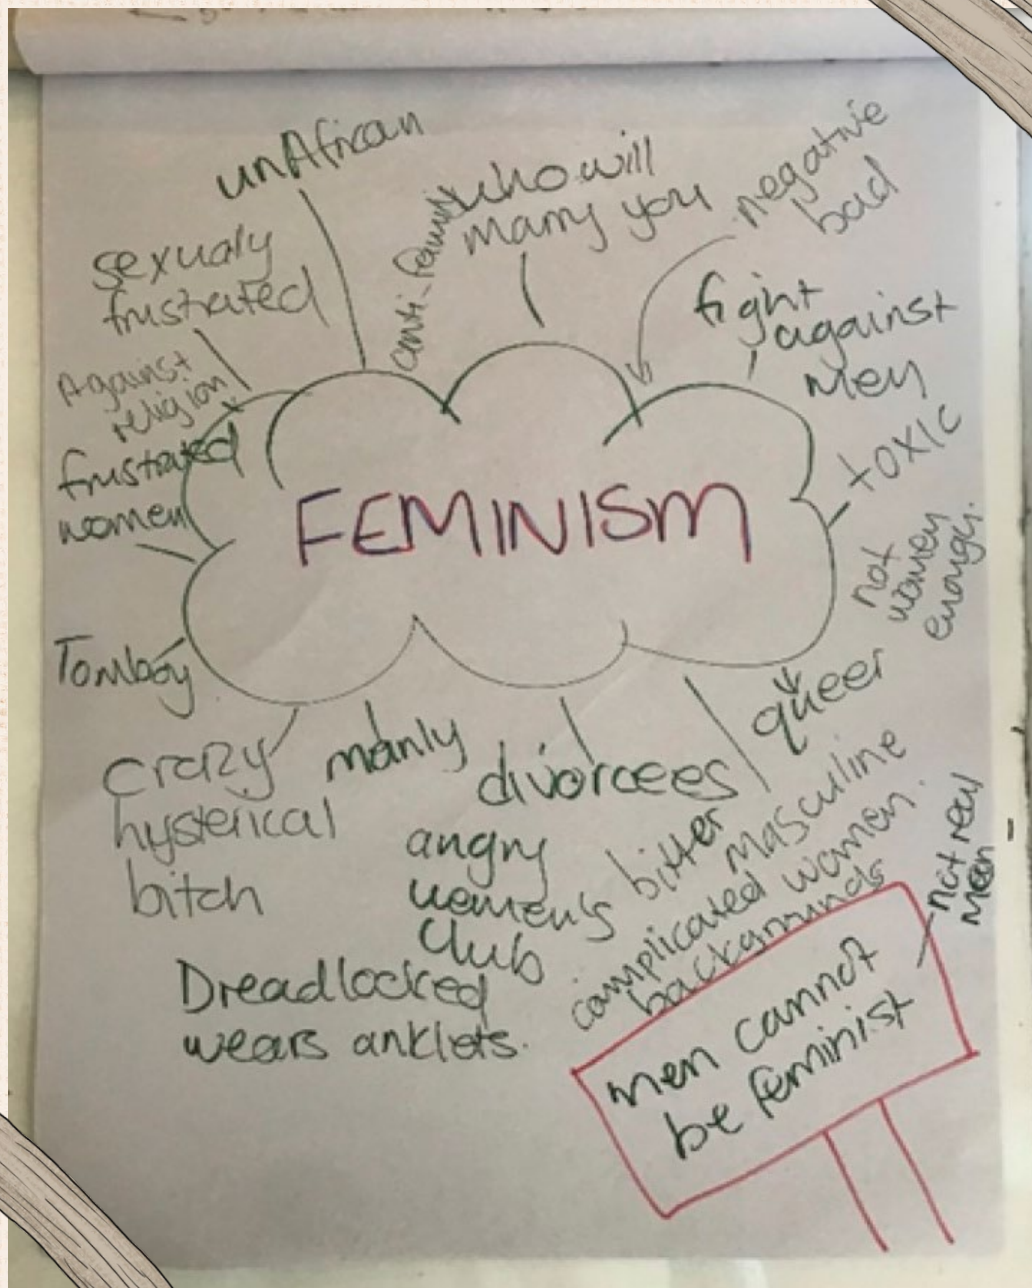 unAfrican
who will
marry you
negative
bad
anti-family
sexualy
frustrated
fight
against
men
Against
religion
frustrated
women
toxic
FEMINISM
not
women
enough.
Tomboy
queer
crazy
hysterical
bitch
manly
divorcees
angry
women's
club
bitter
masculine
women.
complicated
backgrounds
not real
men
Dreadlocked
wears anklets.
men cannot
be feminist